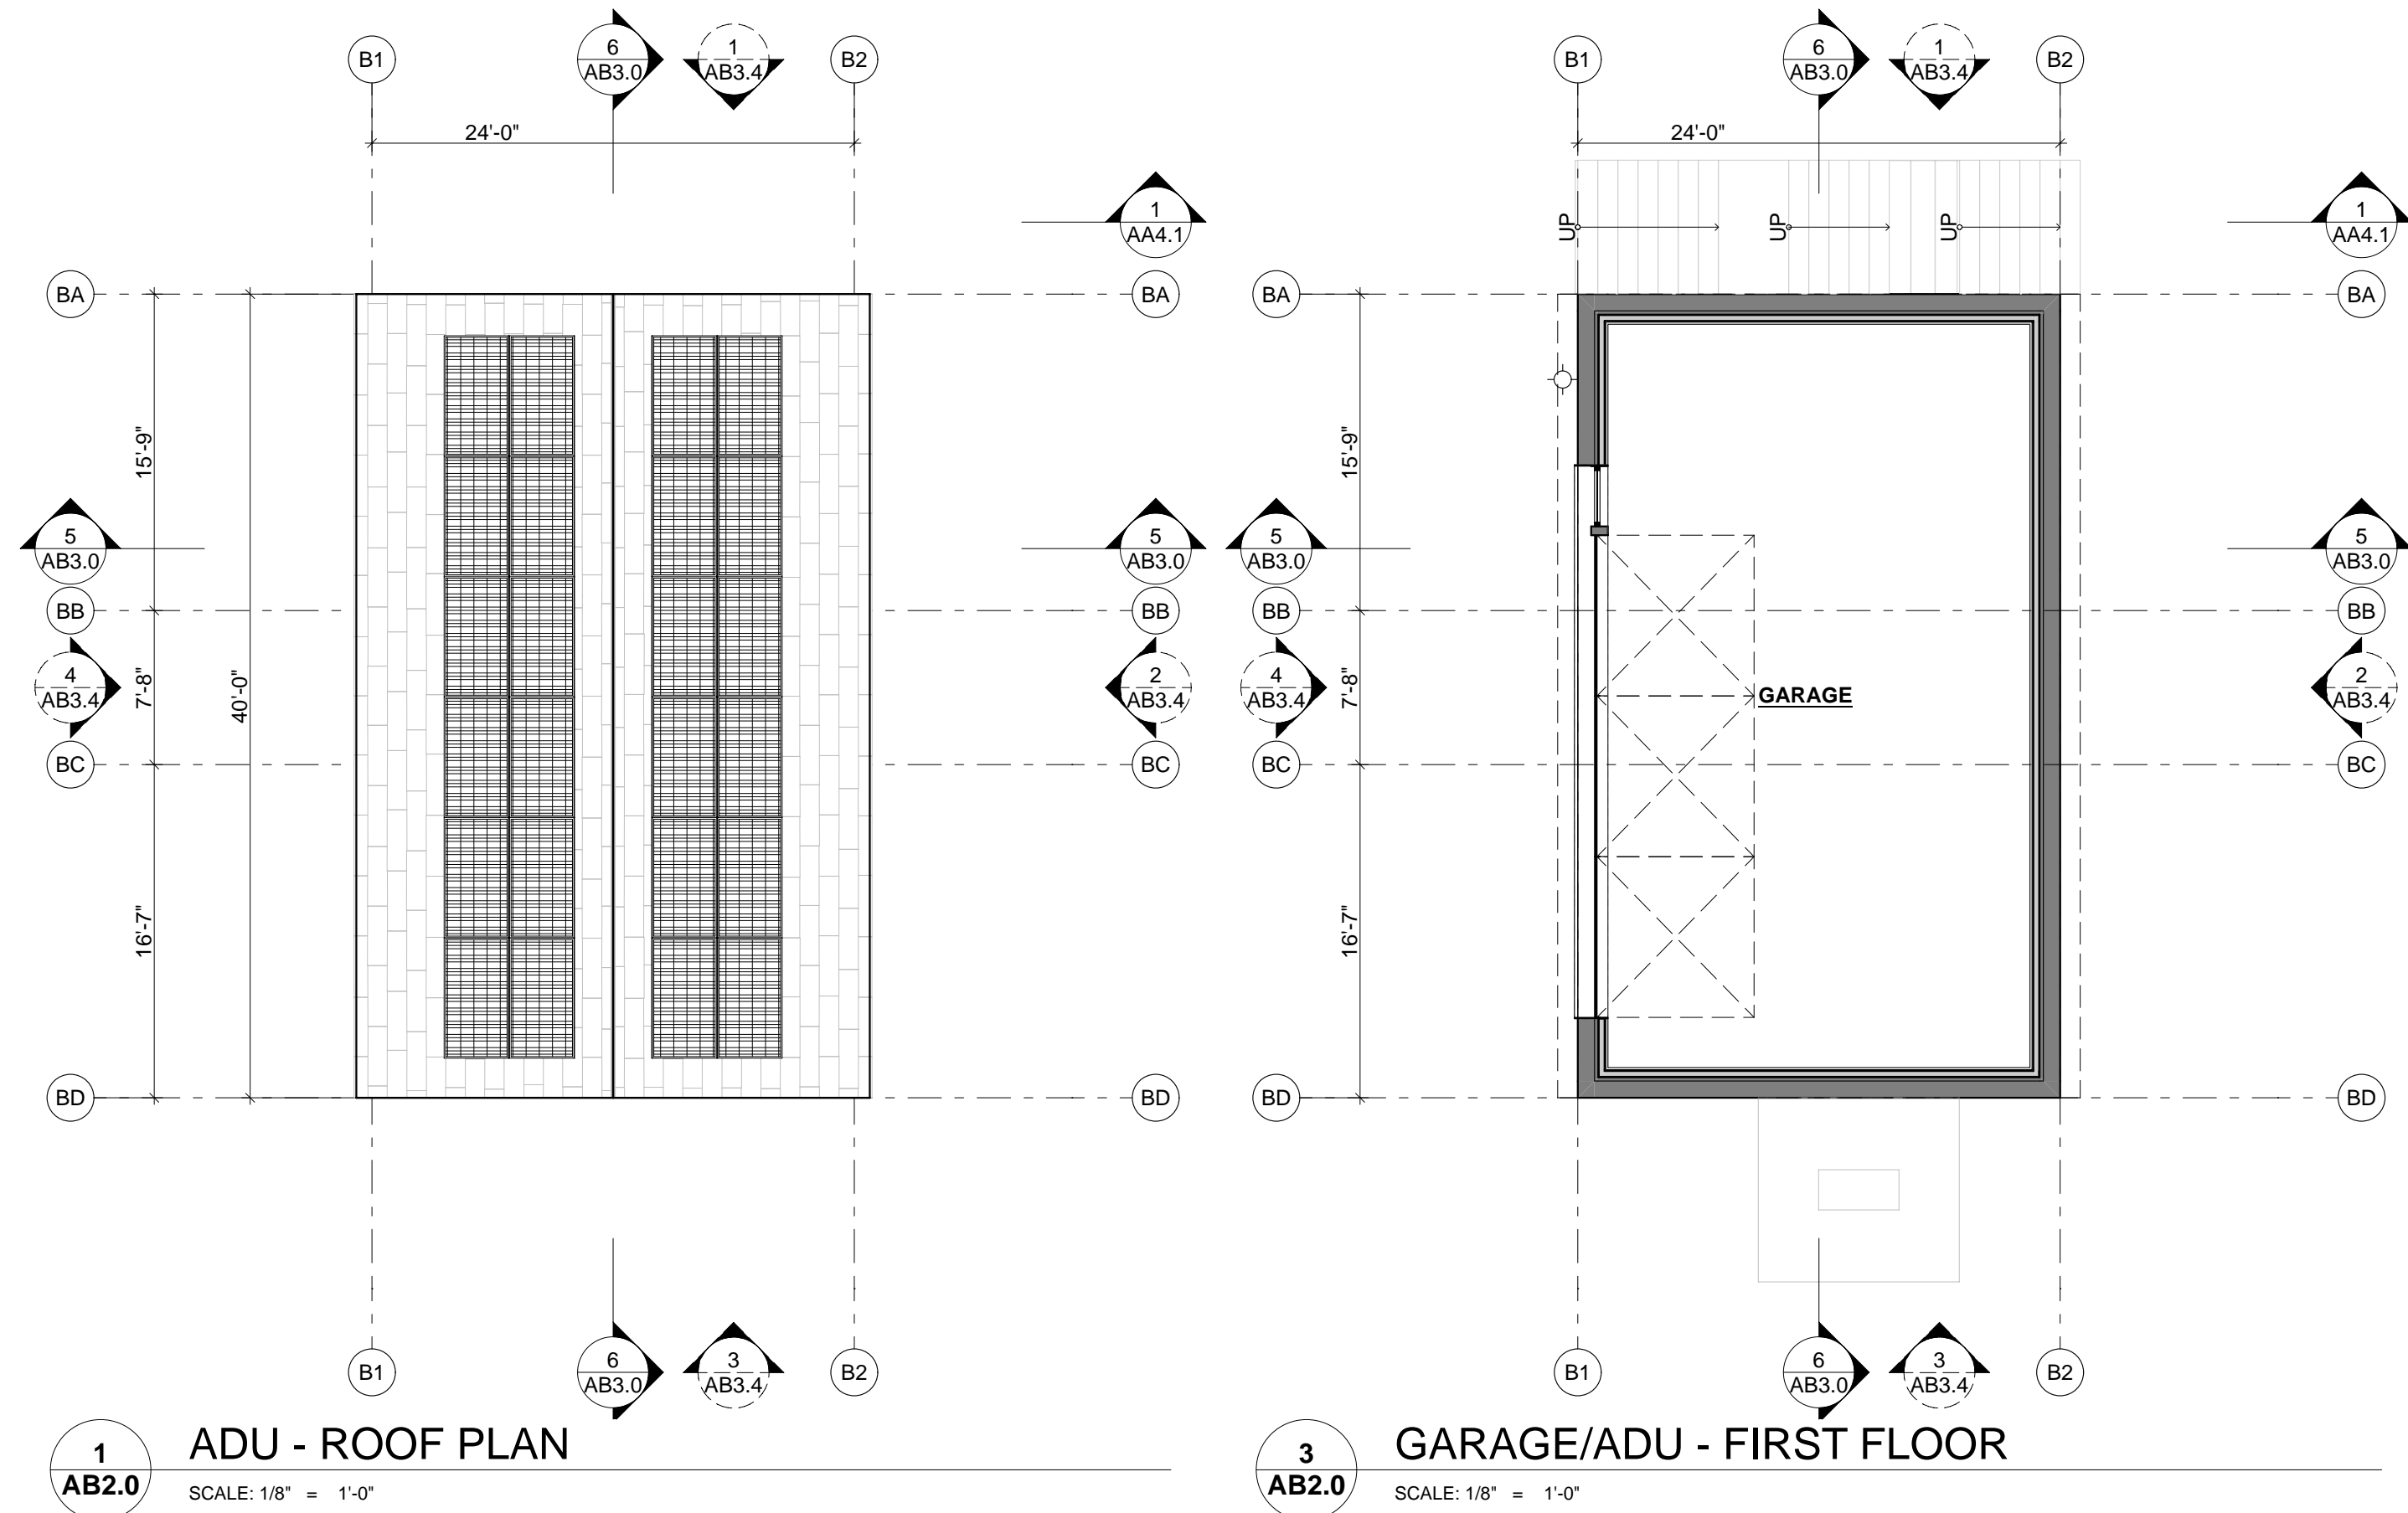 B1
6
AB3.0
1
AB3.4
B2
24'-0"
1
AA4.1
BA
BA
15'-9"
5
AB3.0
5
AB3.0
BB
BB
4
AB3.4
7'-8"
40'-0"
2
AB3.4
BC
BC
16'-7"
BD
BD
B1
6
AB3.0
3
AB3.4
B2
1
AB2.0
ADU - ROOF PLAN
SCALE: 1/8" = 1'-0"
B1
6
AB3.0
1
AB3.4
B2
24'-0"
UP
UP
UP
1
AA4.1
BA
BA
15'-9"
5
AB3.0
5
AB3.0
BB
BB
4
AB3.4
7'-8"
GARAGE
2
AB3.4
BC
BC
16'-7"
BD
BD
B1
6
AB3.0
3
AB3.4
B2
3
AB2.0
GARAGE/ADU - FIRST FLOOR
SCALE: 1/8" = 1'-0"